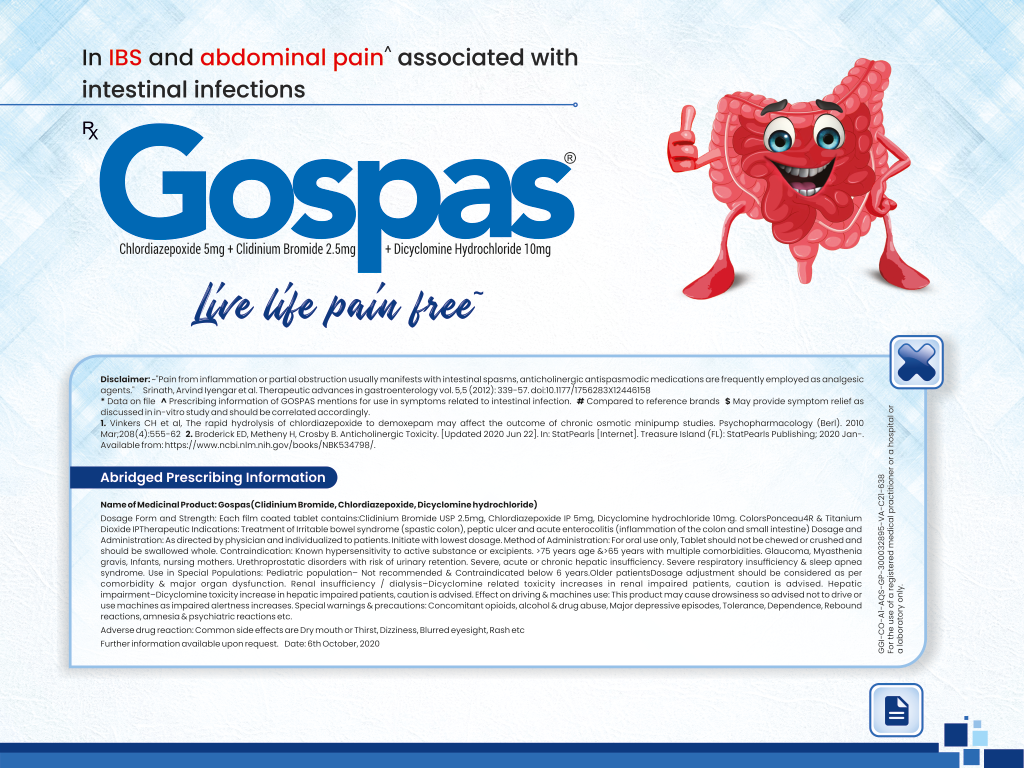 In IBS and abdominal pain^ associated with
intestinal infections
Rx
Gospas®
Chlordiazepoxide 5mg + Clidinium Bromide 2.5mg + Dicyclomine Hydrochloride 10mg
Live life pain free~
Disclaimer: ~"Pain from inflammation or partial obstruction usually manifests with intestinal spasms, anticholinergic antispasmodic medications are frequently employed as analgesic
agents." Srinath, Arvind Iyengar et al. Therapeutic advances in gastroenterology vol. 5,5 (2012): 339-57. doi:10.1177/1756283X12446158
* Data on file ^ Prescribing information of GOSPAS mentions for use in symptoms related to intestinal infection. # Compared to reference brands $ May provide symptom relief as
discussed in in-vitro study and should be correlated accordingly.
1. Vinkers CH et al, The rapid hydrolysis of chlordiazepoxide to demoxepam may affect the outcome of chronic osmotic minipump studies. Psychopharmacology (Berl). 2010
Mar;208(4):555-62 2. Broderick ED, Metheny H, Crosby B. Anticholinergic Toxicity. [Updated 2020 Jun 22]. In: StatPearls [Internet]. Treasure Island (FL): StatPearls Publishing; 2020 Jan-.
Available from: https://www.ncbi.nlm.nih.gov/books/NBK534798/.
Abridged Prescribing Information
Name of Medicinal Product: Gospas(Clidinium Bromide, Chlordiazepoxide, Dicyclomine hydrochloride)
Dosage Form and Strength: Each film coated tablet contains:Clidinium Bromide USP 2.5mg, Chlordiazepoxide IP 5mg, Dicyclomine hydrochloride 10mg. ColorsPonceau4R & Titanium
Dioxide IPTherapeutic Indications: Treatment of Irritable bowel syndrome (spastic colon), peptic ulcer and acute enterocolitis (inflammation of the colon and small intestine) Dosage and
Administration: As directed by physician and individualized to patients. Initiate with lowest dosage. Method of Administration: For oral use only, Tablet should not be chewed or crushed and
should be swallowed whole. Contraindication: Known hypersensitivity to active substance or excipients. >75 years age &>65 years with multiple comorbidities. Glaucoma, Myasthenia
gravis, Infants, nursing mothers. Urethroprostatic disorders with risk of urinary retention. Severe, acute or chronic hepatic insufficiency. Severe respiratory insufficiency & sleep apnea
syndrome. Use in Special Populations: Pediatric population– Not recommended & Contraindicated below 6 years.Older patientsDosage adjustment should be considered as per
comorbidity & major organ dysfunction. Renal insufficiency / dialysis–Dicyclomine related toxicity increases in renal impaired patients, caution is advised. Hepatic
impairment–Dicyclomine toxicity increase in hepatic impaired patients, caution is advised. Effect on driving & machines use: This product may cause drowsiness so advised not to drive or
use machines as impaired alertness increases. Special warnings & precautions: Concomitant opioids, alcohol & drug abuse, Major depressive episodes, Tolerance, Dependence, Rebound
reactions, amnesia & psychiatric reactions etc.
Adverse drug reaction: Common side effects are Dry mouth or Thirst, Dizziness, Blurred eyesight, Rash etc
Further information available upon request. Date: 6th October, 2020
GGI-CO-A1-AQS-GP-300032895-VA-C21-638
For the use of a registered medical practitioner or a hospital or
a laboratory only.